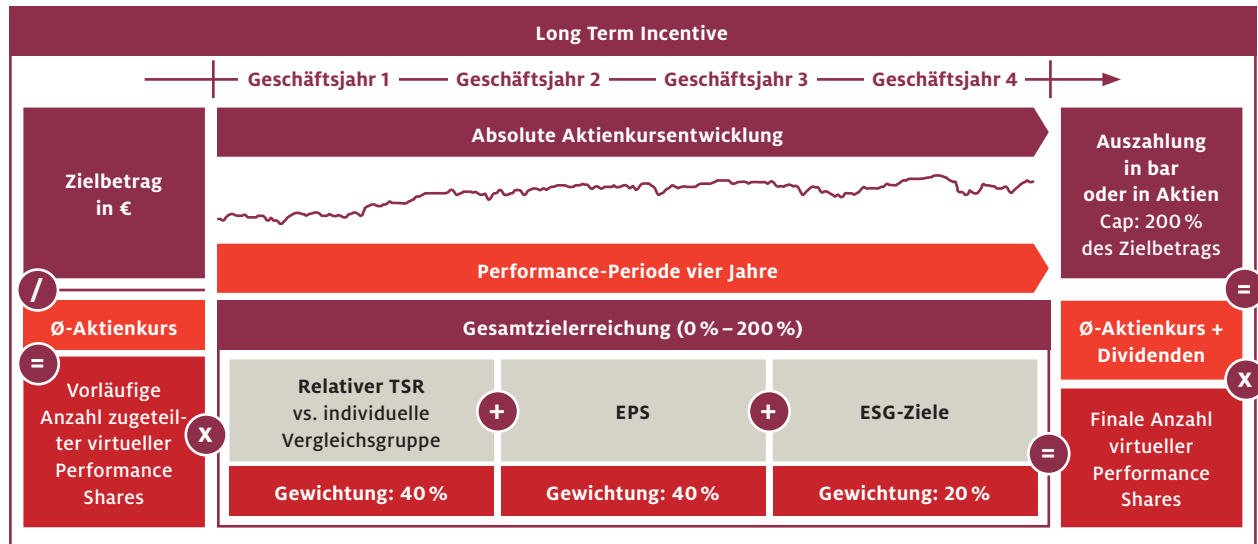 Long Term Incentive
Geschäftsjahr 1
Geschäftsjahr 2
Geschäftsjahr 3
Geschäftsjahr 4
Zielbetrag
in €
/
Ø-Aktienkurs
=
Vorläufige
Anzahl zugeteil-
ter virtueller
Performance
Shares
x
Absolute Aktienkursentwicklung
Performance-Periode vier Jahre
Gesamtzielerreichung (0 % – 200 %)
Relativer TSR
vs. individuelle
Vergleichsgruppe
Gewichtung: 40 %
+
EPS
Gewichtung: 40 %
+
ESG-Ziele
Gewichtung: 20 %
=
Auszahlung
in bar
oder in Aktien
Cap: 200 %
des Zielbetrags
=
Ø-Aktienkurs +
Dividenden
x
Finale Anzahl
virtueller
Performance
Shares